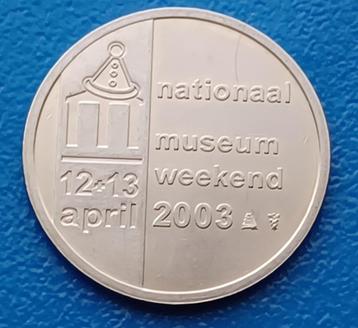 nationaal
museum
weekend
2003
12+13
april